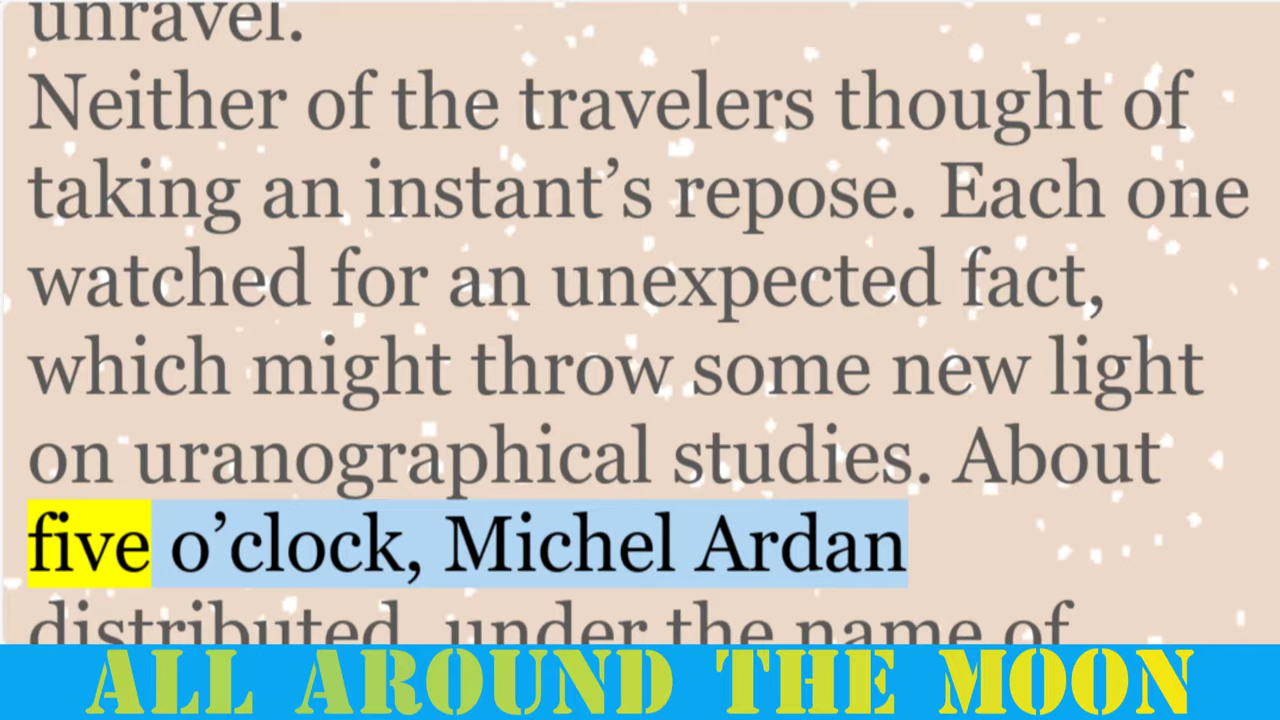 unravel.
Neither of the travelers thought of
taking an instant’s repose. Each one
watched for an unexpected fact,
which might throw some new light
on uranographical studies. About
five o’clock, Michel Ardan
distributed, under the name of
ALL AROUND THE MOON